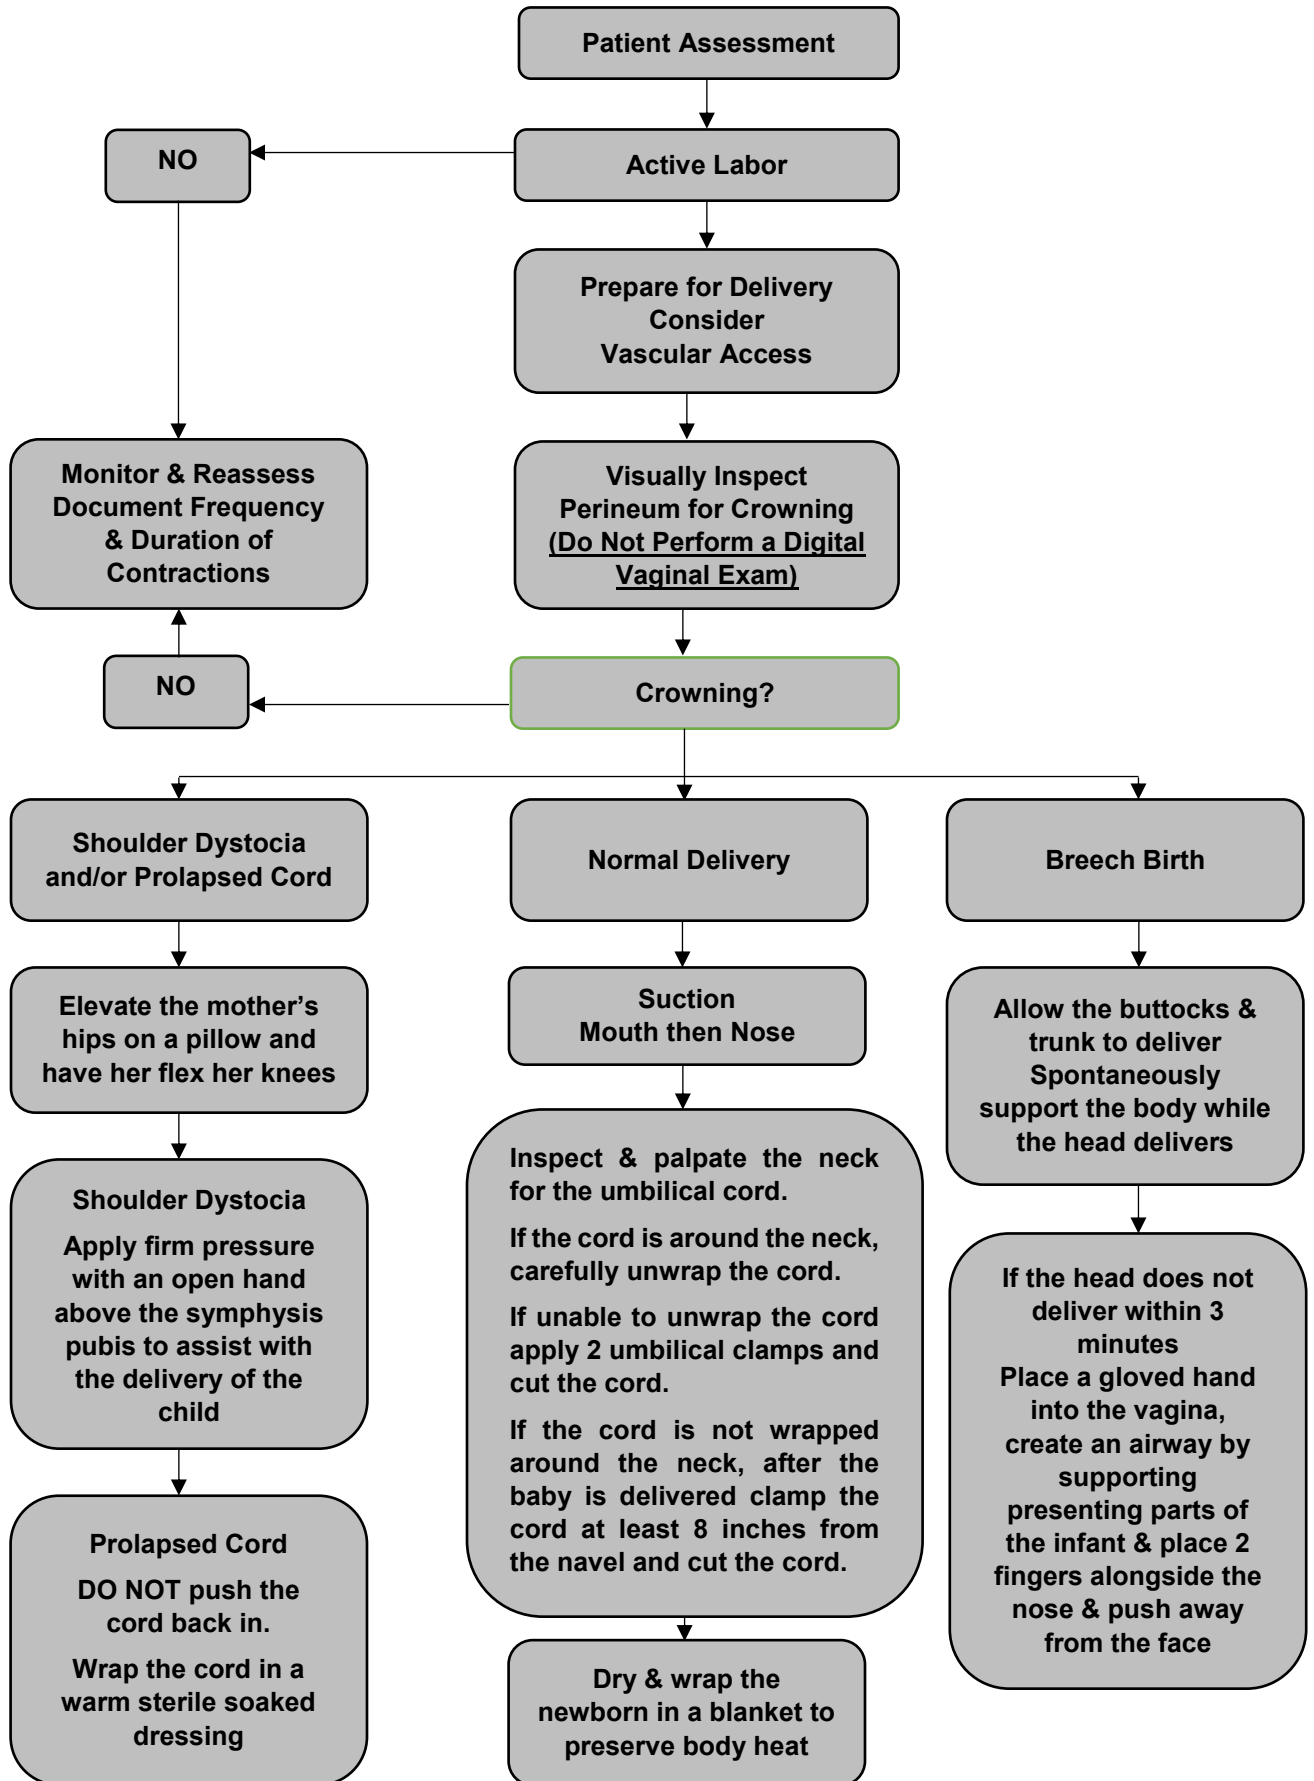 Patient Assessment
NO
Active Labor
Prepare for Delivery
Consider
Vascular Access
Monitor & Reassess
Document Frequency
& Duration of
Contractions
Visually Inspect
Perineum for Crowning
(Do Not Perform a Digital
Vaginal Exam)
NO
Crowning?
Shoulder Dystocia
and/or Prolapsed Cord
Elevate the mother’s
hips on a pillow and
have her flex her knees
Shoulder Dystocia
Apply firm pressure
with an open hand
above the symphysis
pubis to assist with
the delivery of the
child
Prolapsed Cord
DO NOT push the
cord back in.
Wrap the cord in a
warm sterile soaked
dressing
Normal Delivery
Suction
Mouth then Nose
Inspect & palpate the neck
for the umbilical cord.
If the cord is around the neck,
carefully unwrap the cord.
If unable to unwrap the cord
apply 2 umbilical clamps and
cut the cord.
If the cord is not wrapped
around the neck, after the
baby is delivered clamp the
cord at least 8 inches from
the navel and cut the cord.
Dry & wrap the
newborn in a blanket to
preserve body heat
Breech Birth
Allow the buttocks &
trunk to deliver
Spontaneously
support the body while
the head delivers
If the head does not
deliver within 3
minutes
Place a gloved hand
into the vagina,
create an airway by
supporting
presenting parts of
the infant & place 2
fingers alongside the
nose & push away
from the face